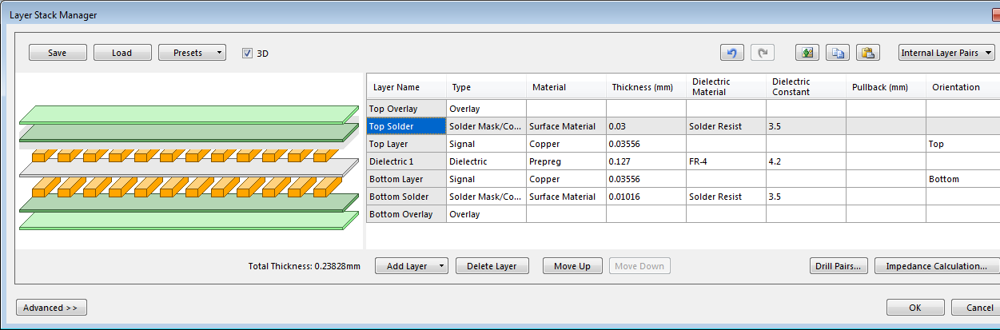 Layer Stack Manager
Save Load Presets 3D Internal Layer Pairs
Layer Name Type Material Thickness (mm) Dielectric Material Dielectric Constant Pullback (mm) Orientation
Top Overlay Overlay
Top Solder Solder Mask/Co... Surface Material 0.03 Solder Resist 3.5
Top Layer Signal Copper 0.03556 Top
Dielectric 1 Dielectric Prepreg 0.127 FR-4 4.2
Bottom Layer Signal Copper 0.03556 Bottom
Bottom Solder Solder Mask/Co... Surface Material 0.01016 Solder Resist 3.5
Bottom Overlay Overlay
Total Thickness: 0.23828mm Add Layer Delete Layer Move Up Move Down Drill Pairs... Impedance Calculation...
Advanced >> OK Cancel